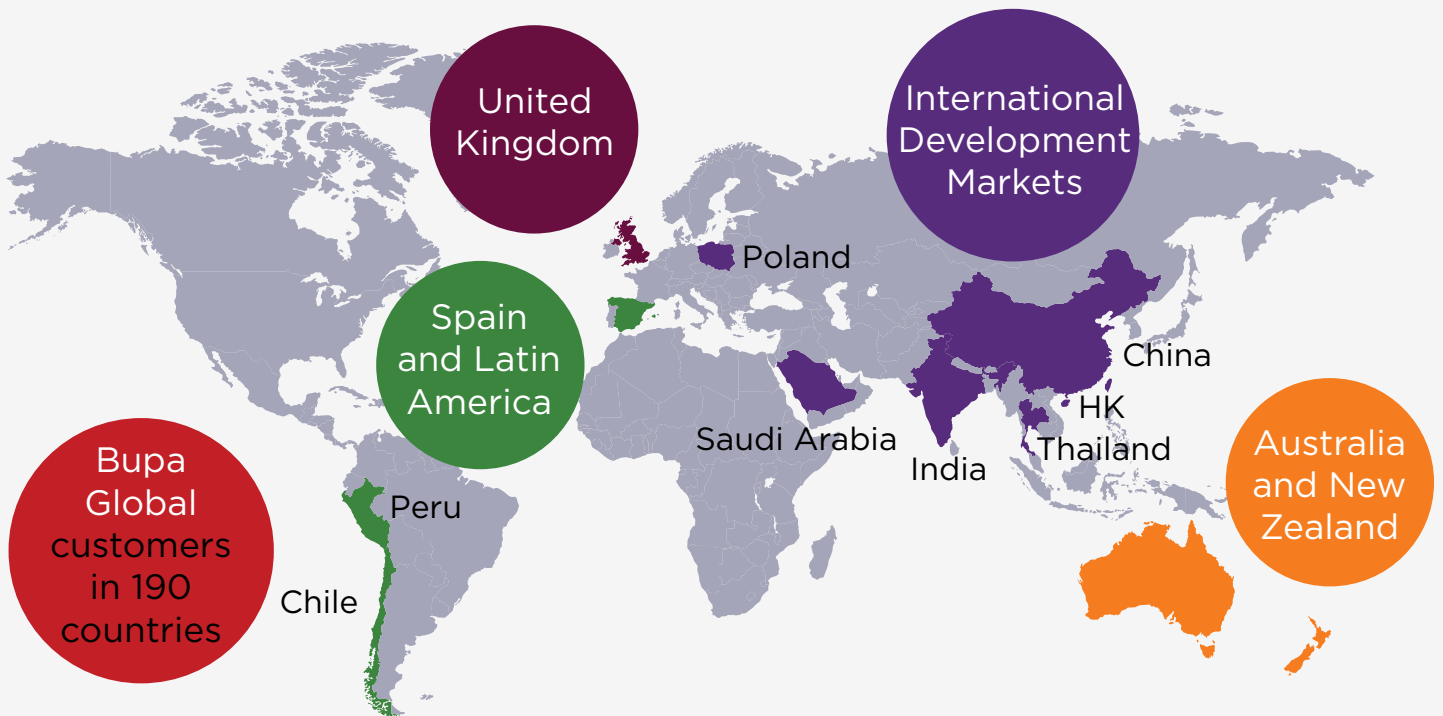 United
Kingdom
International
Development
Markets
Poland
Spain
and Latin
America
China
HK
Saudi Arabia
Thailand
India
Australia
and New
Zealand
Bupa
Global
customers
in 190
countries
Peru
Chile